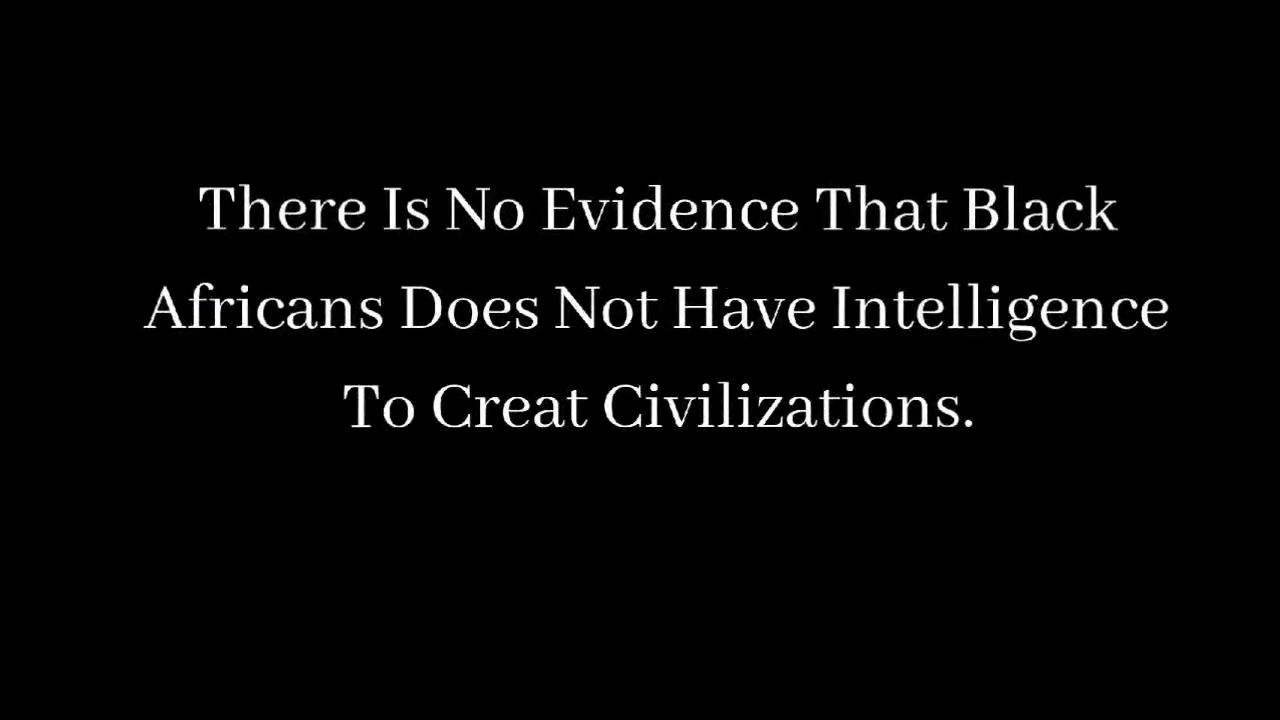 There Is No Evidence That Black
Africans Does Not Have Intelligence
To Creat Civilizations.